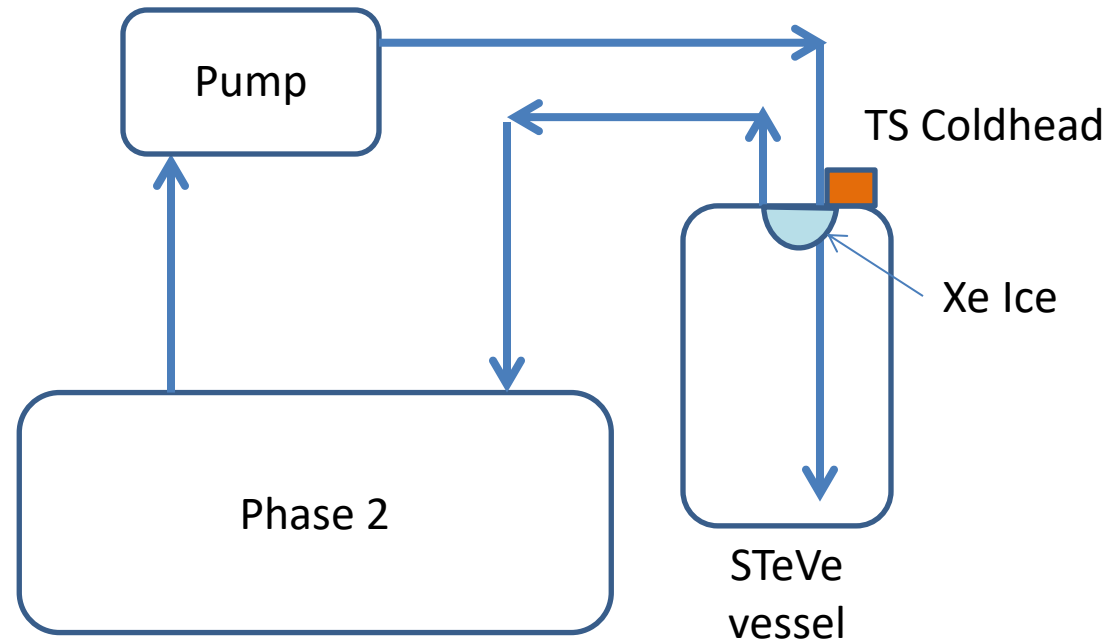 Pump
TS Coldhead
Xe Ice
Phase 2
STeVe
vessel